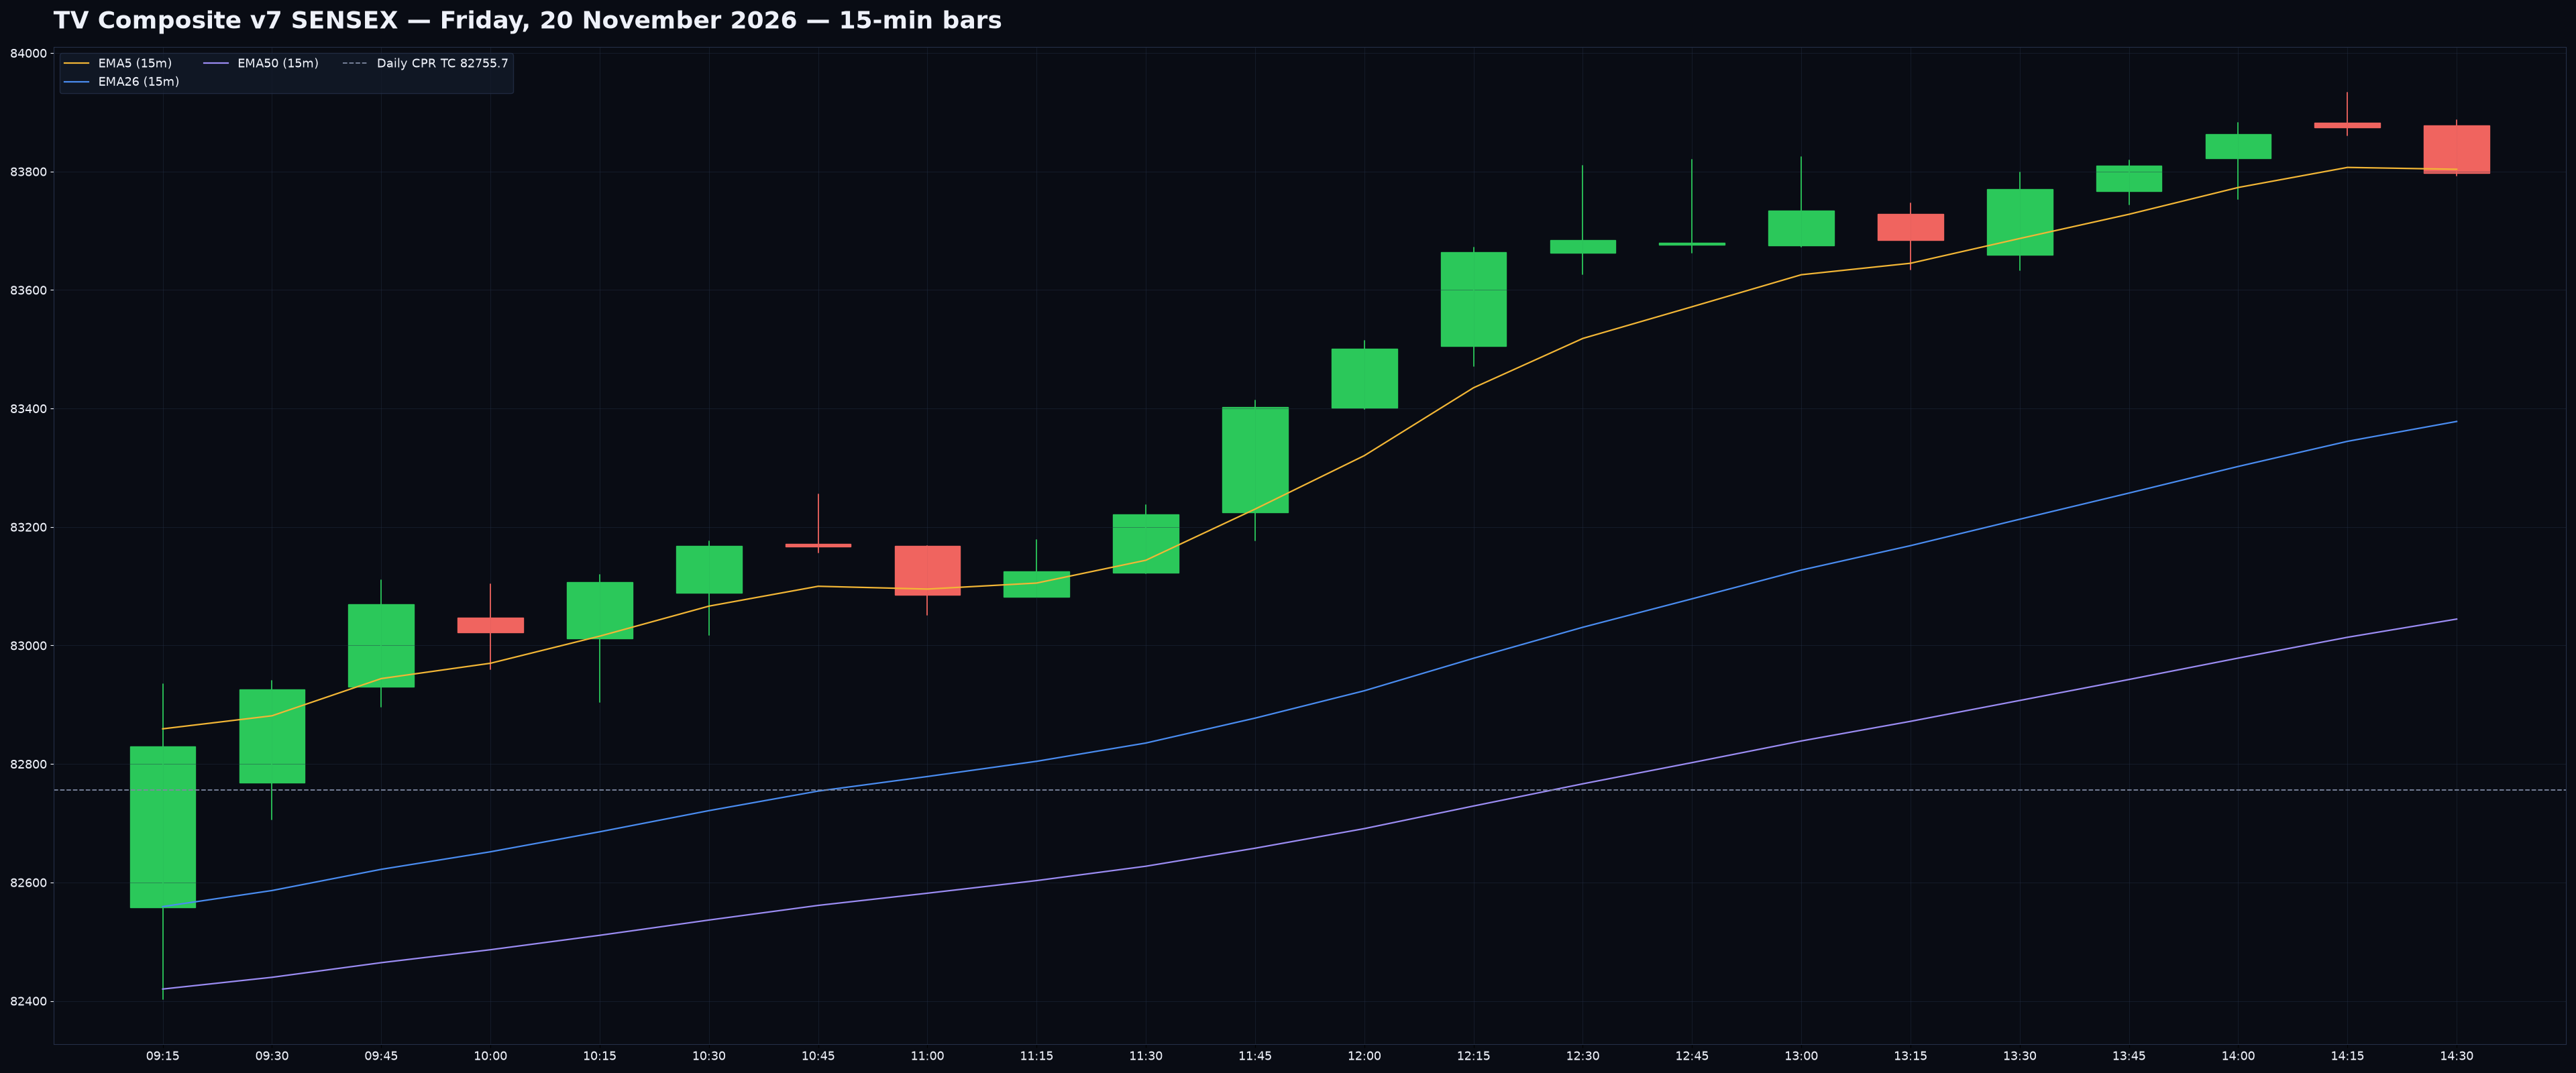 TV Composite v7 SENSEX — Friday, 20 November 2026 — 15-min bars
EMA5 (15m) EMA50 (15m) Daily CPR TC 82755.7
EMA26 (15m)
84000
83800
83600
83400
83200
83000
82800
82600
82400
09:15 09:30 09:45 10:00 10:15 10:30 10:45 11:00 11:15 11:30 11:45 12:00 12:15 12:30 12:45 13:00 13:15 13:30 13:45 14:00 14:15 14:30